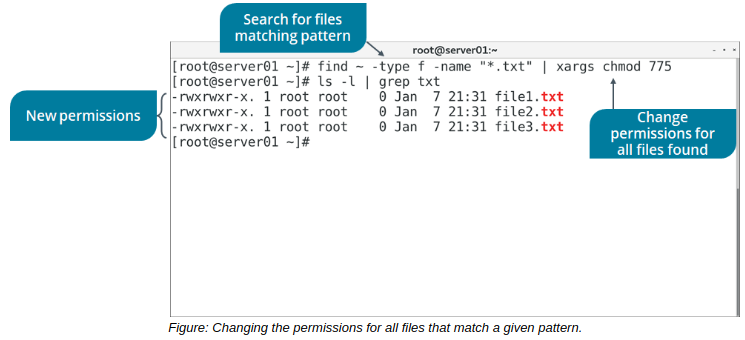 Search for files
matching pattern
root@server01:~
[root@server01 ~]# find ~ -type f -name "*.txt" | xargs chmod 775
[root@server01 ~]# ls -l | grep txt
-rwxrwxr-x. 1 root root    0 Jan  7 21:31 file1.txt
-rwxrwxr-x. 1 root root    0 Jan  7 21:31 file2.txt
-rwxrwxr-x. 1 root root    0 Jan  7 21:31 file3.txt
[root@server01 ~]#
New permissions
Change
permissions for
all files found
Figure: Changing the permissions for all files that match a given pattern.